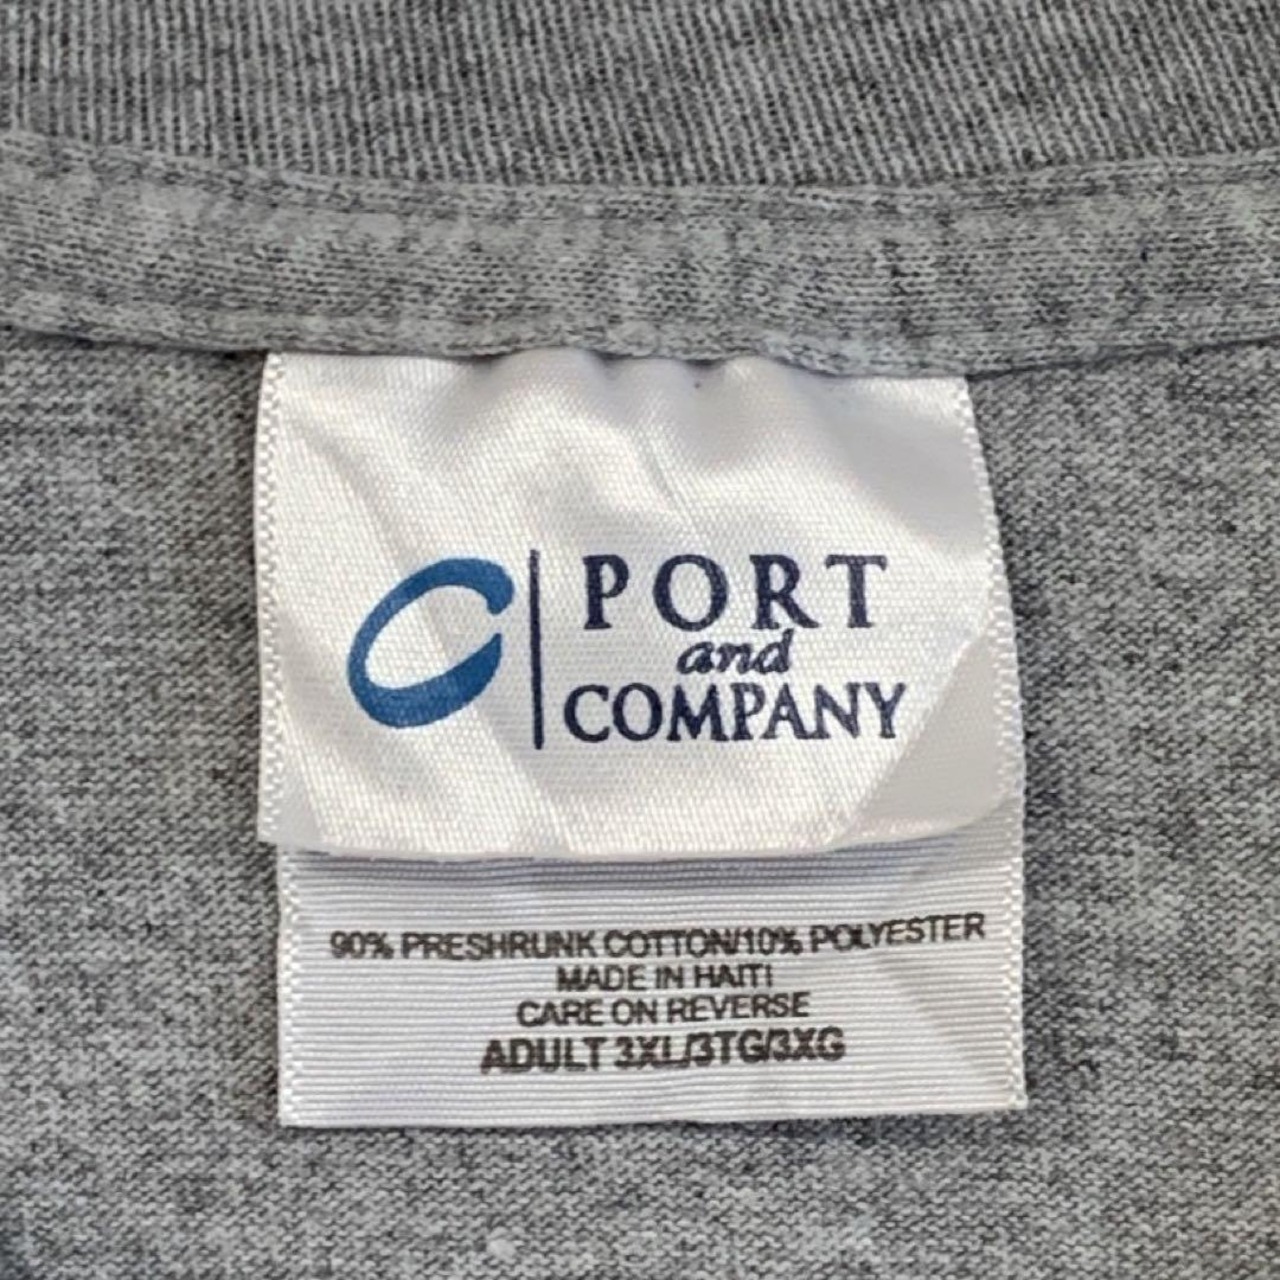 PORT
and
COMPANY
90% PRESHRUNK COTTON/10% POLYESTER
MADE IN HAITI
CARE ON REVERSE
ADULT 3XL/3TG/3XG